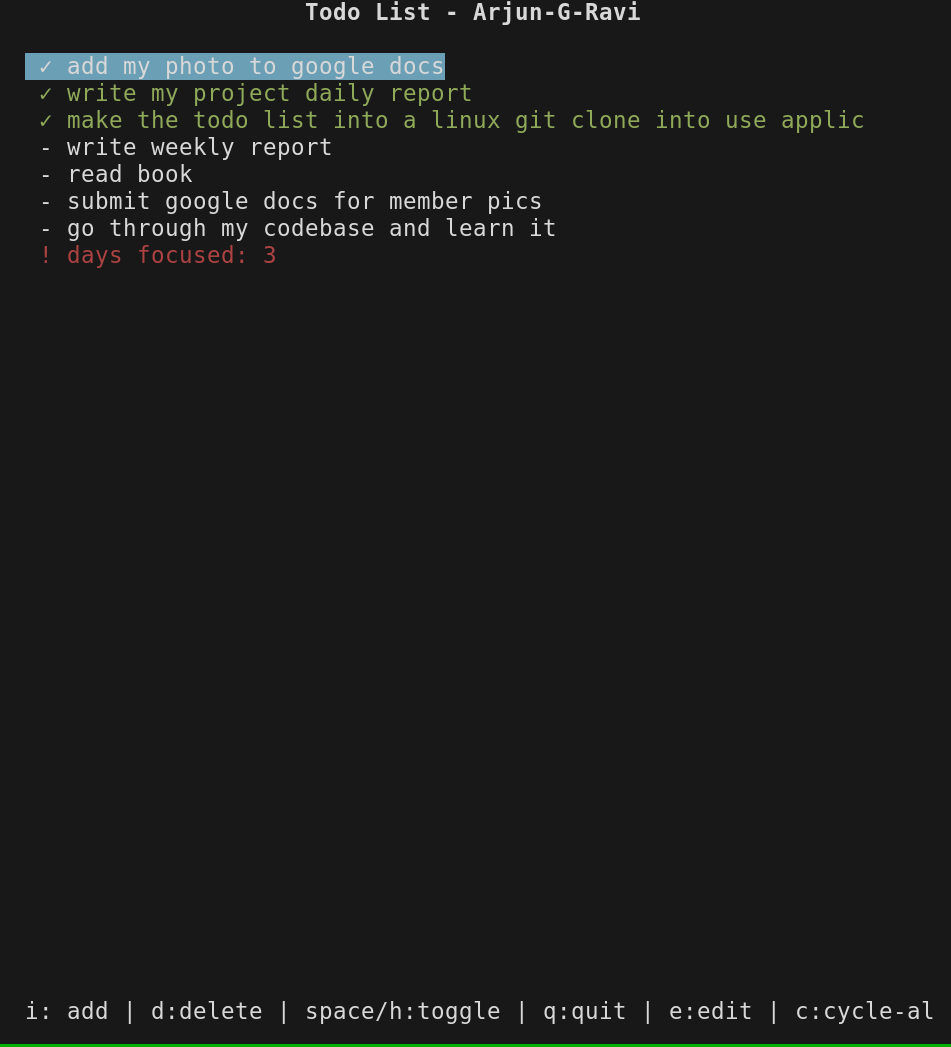 Todo List - Arjun-G-Ravi
✓ add my photo to google docs
✓ write my project daily report
✓ make the todo list into a linux git clone into use applic
- write weekly report
- read book
- submit google docs for member pics
- go through my codebase and learn it
! days focused: 3
i: add | d:delete | space/h:toggle | q:quit | e:edit | c:cycle-al